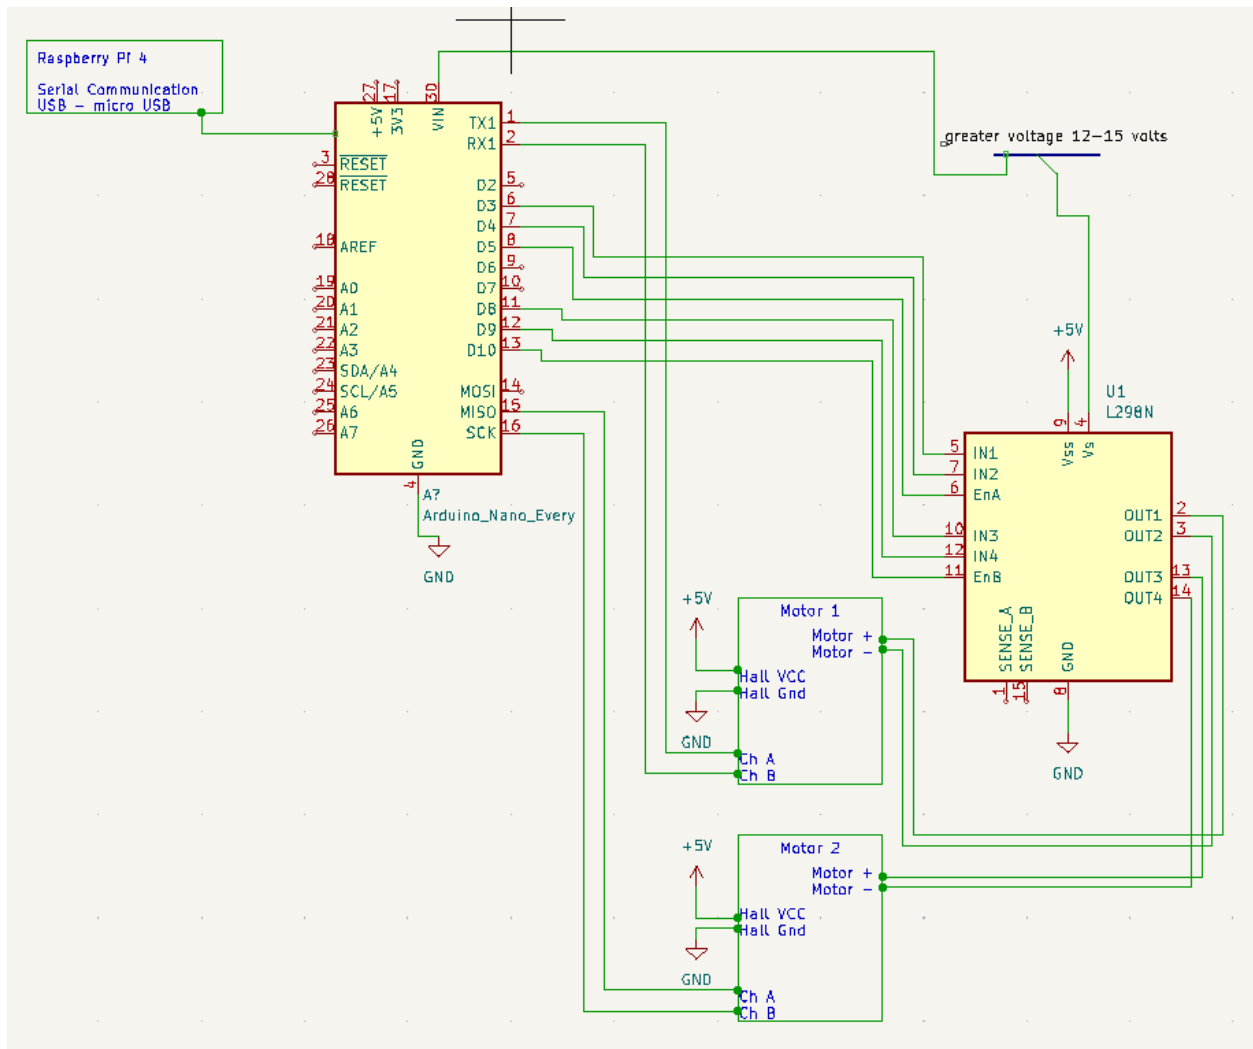 Raspberry Pi 4
Serial Communication
USB - micro USB
27
17
30
+5V
3V3
VIN
3
RESET
28
RESET
18
AREF
19
A0
20
A1
21
A2
22
A3
23
SDA/A4
24
SCL/A5
25
A6
26
A7
TX1
1
RX1
2
D2
5
D3
6
D4
7
D5
8
D6
9
D7
10
D8
11
D9
12
D10
13
MOSI
14
MISO
15
SCK
16
GND
4
A?
Arduino_Nano_Every
GND
greater voltage 12-15 volts
+5V
U1
L298N
9
4
Vss
Vs
5
IN1
7
IN2
6
EnA
10
IN3
12
IN4
11
EnB
OUT1
2
OUT2
3
OUT3
13
OUT4
14
SENSE_A
SENSE_B
GND
1
15
8
GND
+5V
Motor 1
Motor +
Motor -
Hall VCC
Hall Gnd
GND
Ch A
Ch B
+5V
Motor 2
Motor +
Motor -
Hall VCC
Hall Gnd
GND
Ch A
Ch B